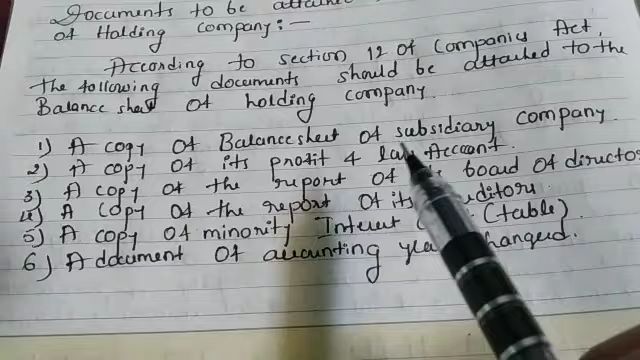 Documents to be attached
of Holding company:-
According to section 12 of Companies Act,
the following documents should be attached to the
Balance sheet of holding company.
1) A copy of Balancesheet of subsidiary company.
2) A copy of its profit & loss Account.
3) A copy of the report of board of director
4) A copy of the report of its auditors.
5) A copy of minority Interest (table).
6) A document of accounting year changed.